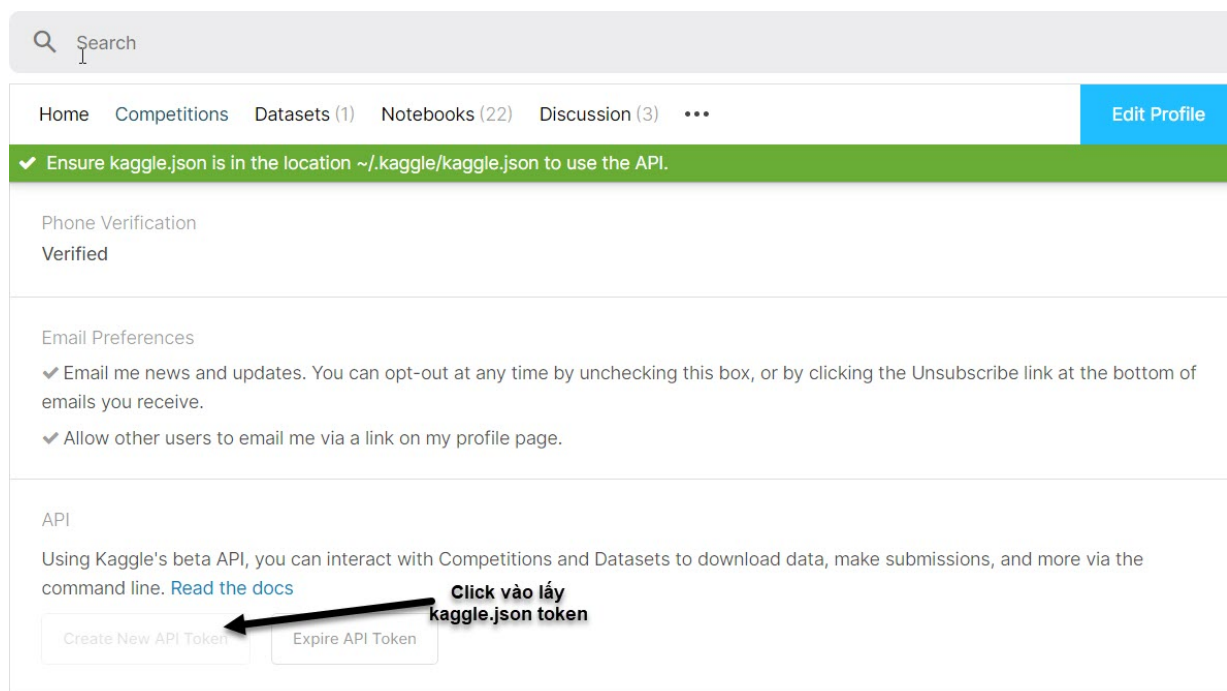 Search
Home Competitions Datasets (1) Notebooks (22) Discussion (3) ••• Edit Profile
Ensure kaggle.json is in the location ~/.kaggle/kaggle.json to use the API.
Phone Verification
Verified
Email Preferences
Email me news and updates. You can opt-out at any time by unchecking this box, or by clicking the Unsubscribe link at the bottom of
emails you receive.
Allow other users to email me via a link on my profile page.
API
Using Kaggle's beta API, you can interact with Competitions and Datasets to download data, make submissions, and more via the
command line. Read the docs
Click vào lấy
kaggle.json token
Create New API Token Expire API Token